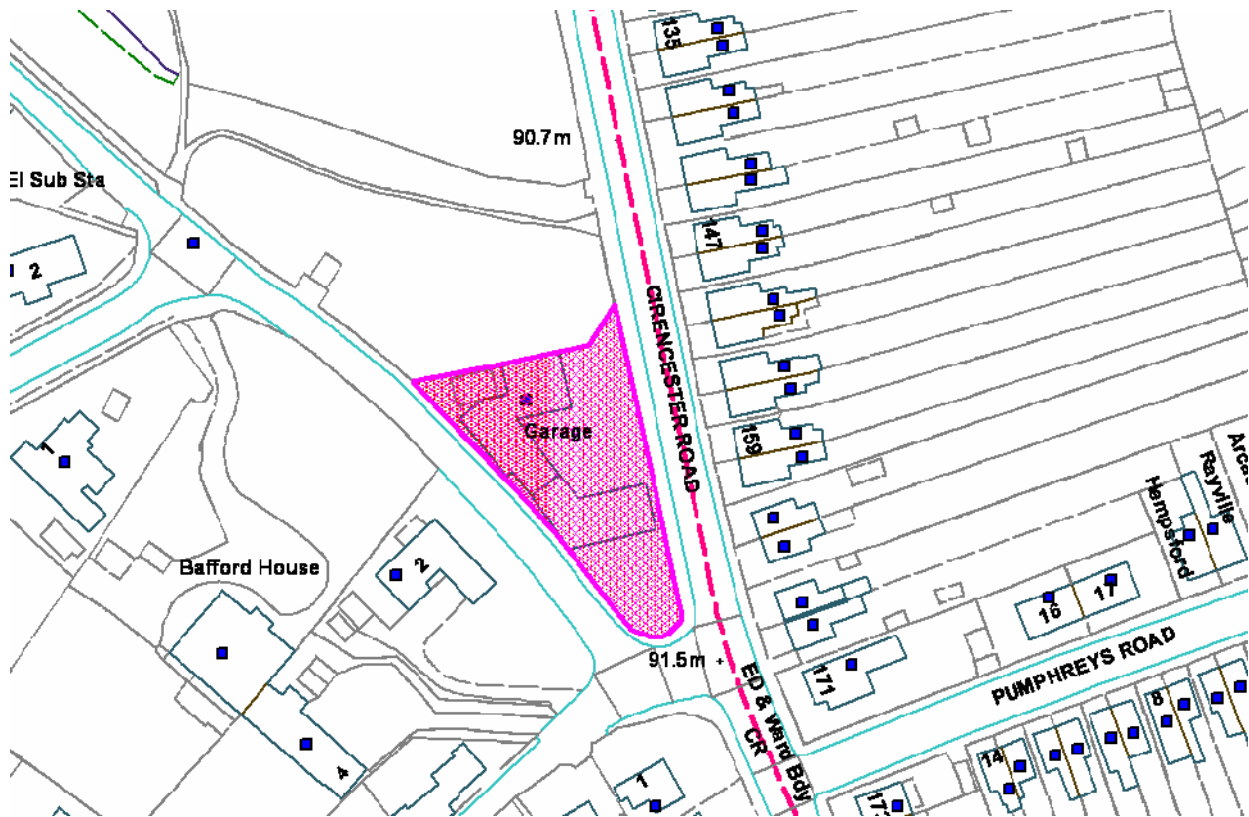 135
90.7m
El Sub Sta
2
147
CIRENCESTER ROAD
Garage
159
1
Rayville
Hempsford
Bafford House
2
16
17
91.5m
171
PUMPHREYS ROAD
ED & Ward Bdy
CR
8
14
4
1